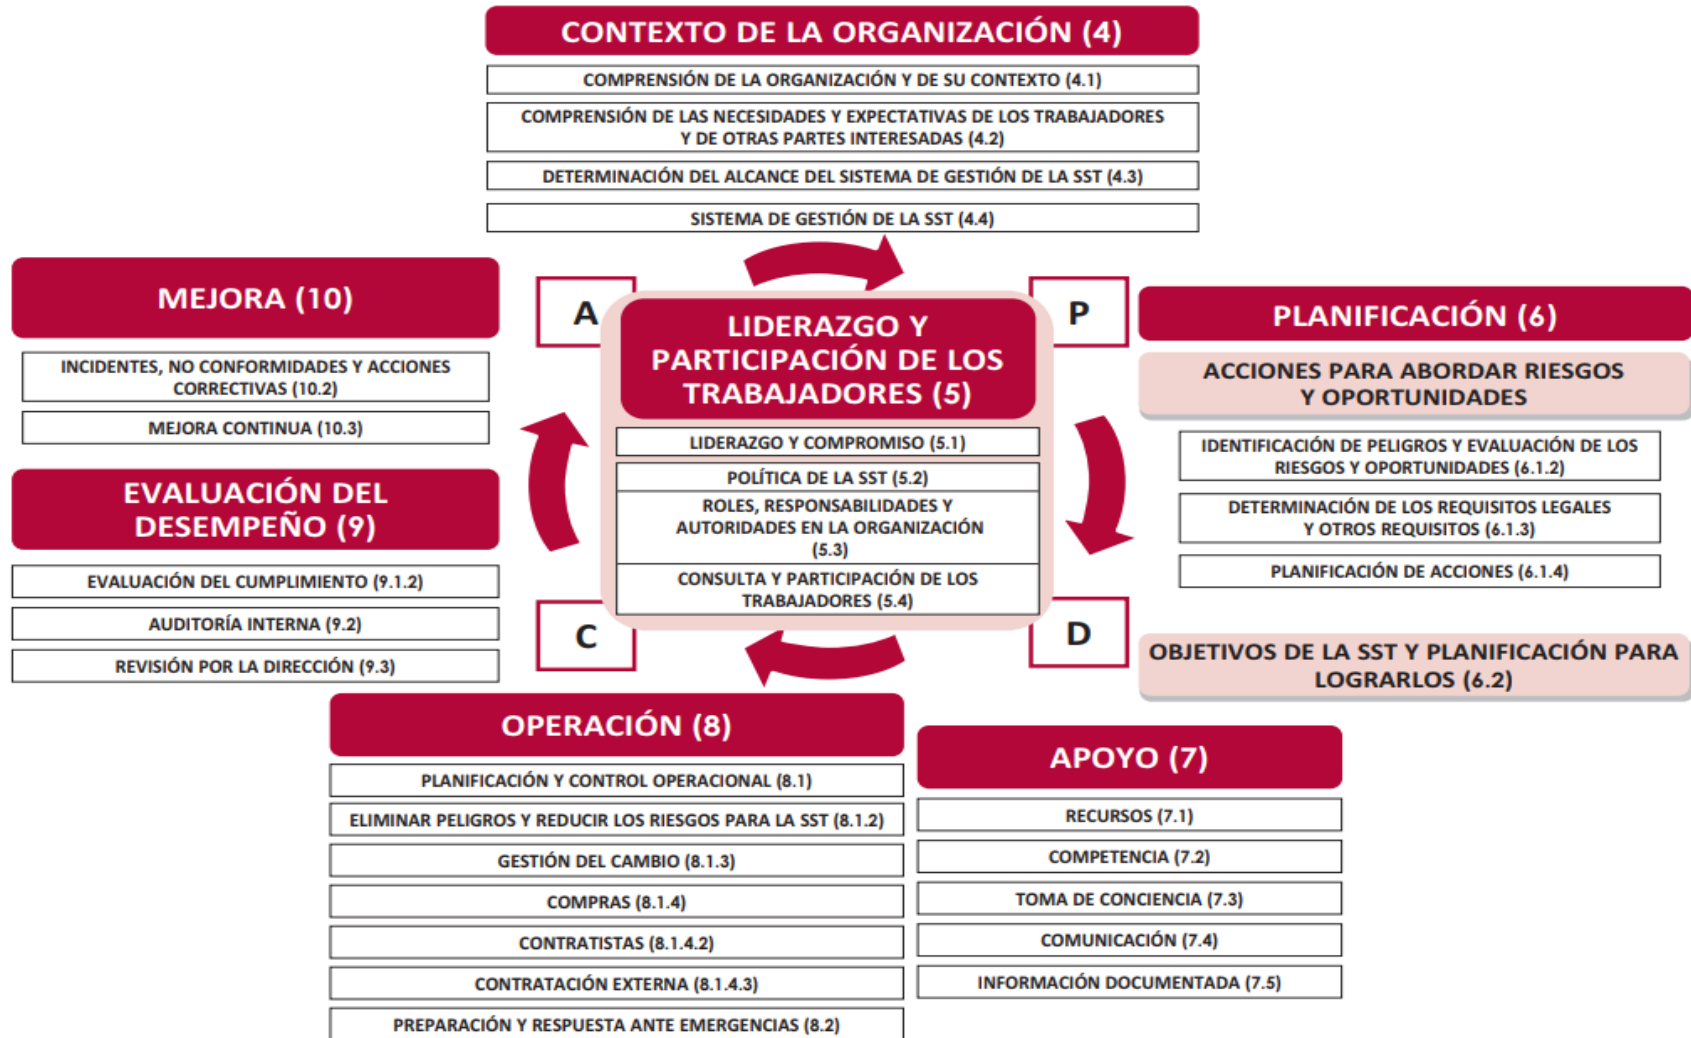 CONTEXTO DE LA ORGANIZACIÓN (4)
COMPRENSIÓN DE LA ORGANIZACIÓN Y DE SU CONTEXTO (4.1)
COMPRENSIÓN DE LAS NECESIDADES Y EXPECTATIVAS DE LOS TRABAJADORES
Y DE OTRAS PARTES INTERESADAS (4.2)
DETERMINACIÓN DEL ALCANCE DEL SISTEMA DE GESTIÓN DE LA SST (4.3)
SISTEMA DE GESTIÓN DE LA SST (4.4)
MEJORA (10)
INCIDENTES, NO CONFORMIDADES Y ACCIONES
CORRECTIVAS (10.2)
MEJORA CONTINUA (10.3)
EVALUACIÓN DEL
DESEMPEÑO (9)
EVALUACIÓN DEL CUMPLIMIENTO (9.1.2)
AUDITORÍA INTERNA (9.2)
REVISIÓN POR LA DIRECCIÓN (9.3)
A
P
C
D
LIDERAZGO Y
PARTICIPACIÓN DE LOS
TRABAJADORES (5)
LIDERAZGO Y COMPROMISO (5.1)
POLÍTICA DE LA SST (5.2)
ROLES, RESPONSABILIDADES Y
AUTORIDADES EN LA ORGANIZACIÓN
(5.3)
CONSULTA Y PARTICIPACIÓN DE LOS
TRABAJADORES (5.4)
PLANIFICACIÓN (6)
ACCIONES PARA ABORDAR RIESGOS
Y OPORTUNIDADES
IDENTIFICACIÓN DE PELIGROS Y EVALUACIÓN DE LOS
RIESGOS Y OPORTUNIDADES (6.1.2)
DETERMINACIÓN DE LOS REQUISITOS LEGALES
Y OTROS REQUISITOS (6.1.3)
PLANIFICACIÓN DE ACCIONES (6.1.4)
OBJETIVOS DE LA SST Y PLANIFICACIÓN PARA
LOGRARLOS (6.2)
OPERACIÓN (8)
PLANIFICACIÓN Y CONTROL OPERACIONAL (8.1)
ELIMINAR PELIGROS Y REDUCIR LOS RIESGOS PARA LA SST (8.1.2)
GESTIÓN DEL CAMBIO (8.1.3)
COMPRAS (8.1.4)
CONTRATISTAS (8.1.4.2)
CONTRATACIÓN EXTERNA (8.1.4.3)
PREPARACIÓN Y RESPUESTA ANTE EMERGENCIAS (8.2)
APOYO (7)
RECURSOS (7.1)
COMPETENCIA (7.2)
TOMA DE CONCIENCIA (7.3)
COMUNICACIÓN (7.4)
INFORMACIÓN DOCUMENTADA (7.5)